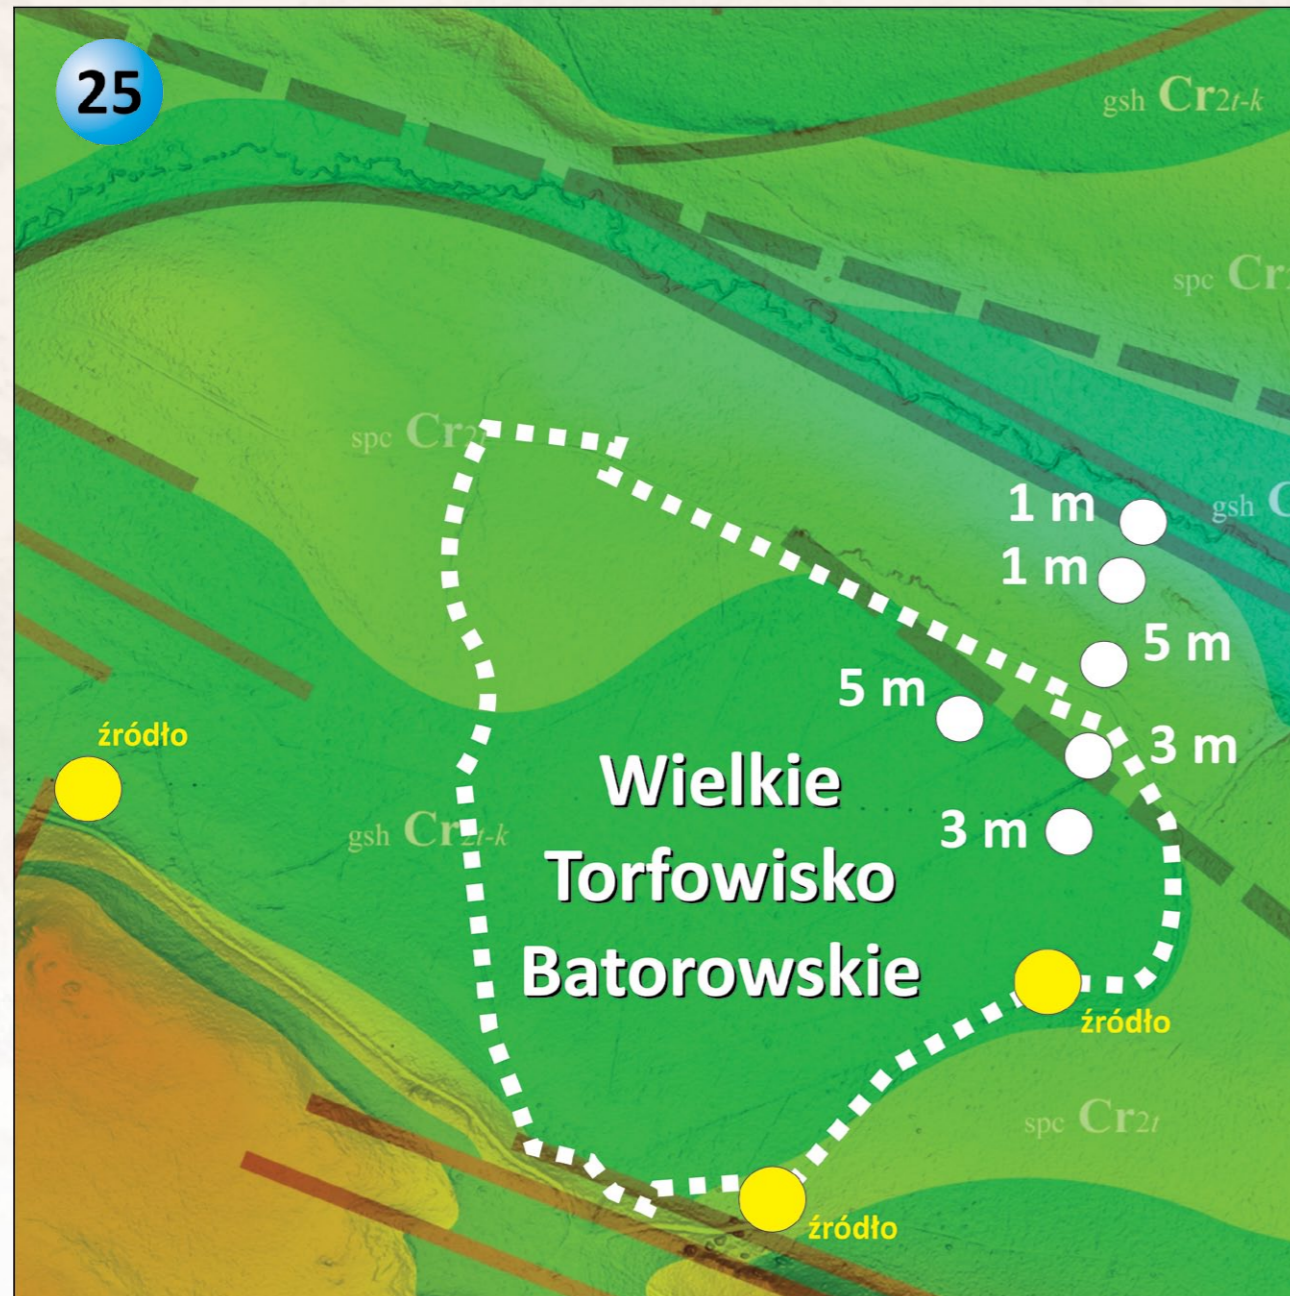 25
gsh Cr2t-k
spc Cr2
spc Cr2t
gsh C
1 m
1 m
5 m
5 m
źródło
3 m
Wielkie
gsh Cr2t-k
3 m
Torfowisko
Batorowskie
źródło
spc Cr2t
źródło